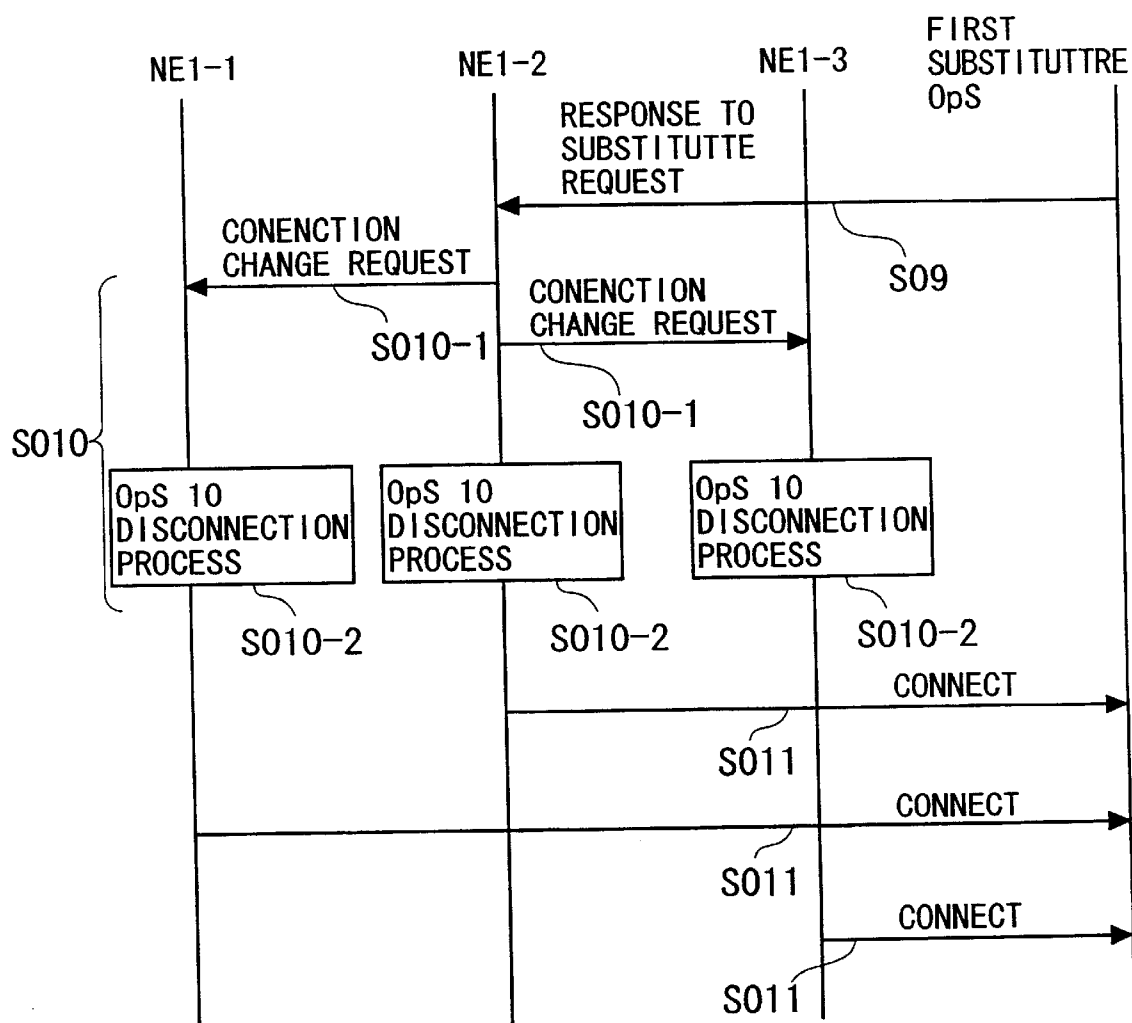 FIRST
SUBSTITUTTRE
OpS
NE1-1
NE1-2
NE1-3
RESPONSE TO
SUBSTITUTTE
REQUEST
S09
CONENCTION
CHANGE REQUEST
S010-1
CONENCTION
CHANGE REQUEST
S010-1
S010
OpS 10
DISCONNECTION
PROCESS
OpS 10
DISCONNECTION
PROCESS
OpS 10
DISCONNECTION
PROCESS
S010-2
S010-2
S010-2
CONNECT
S011
CONNECT
S011
CONNECT
S011